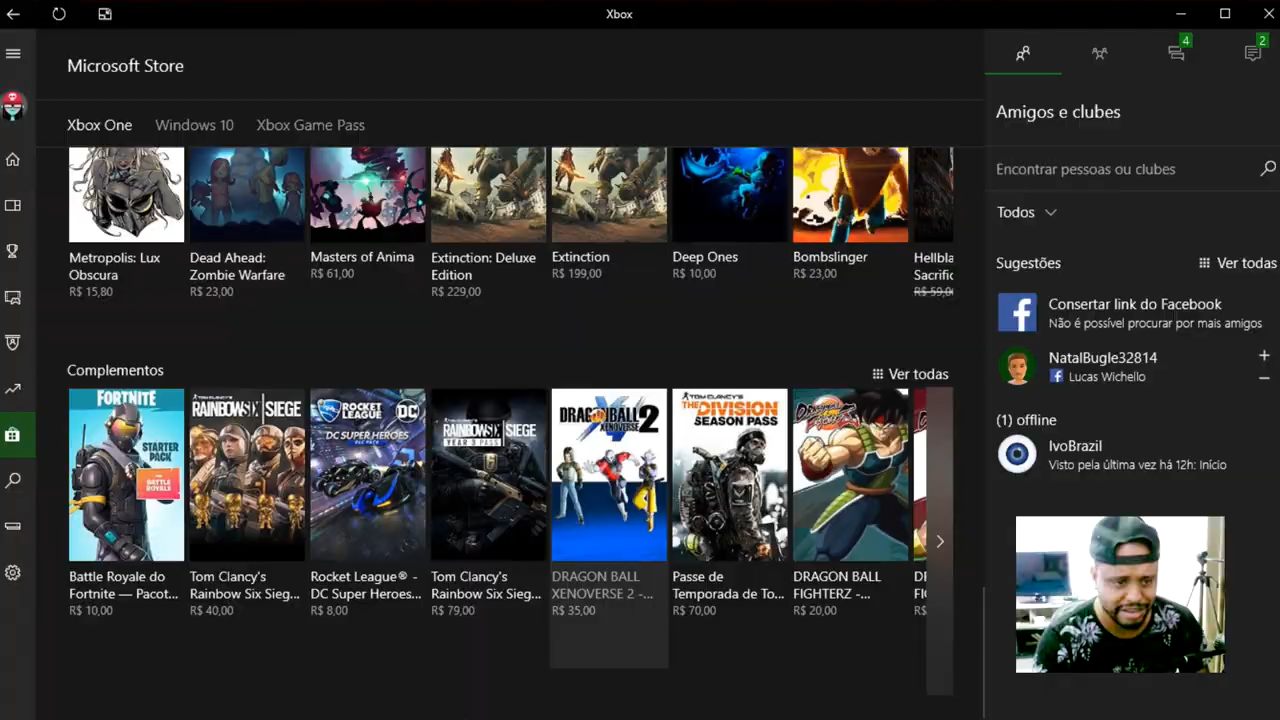 Xbox
4
2
Microsoft Store
Amigos e clubes
Xbox One
Windows 10
Xbox Game Pass
Encontrar pessoas ou clubes
Todos
Metropolis: Lux
Obscura
R$ 15,80
Dead Ahead:
Zombie Warfare
R$ 23,00
Masters of Anima
R$ 61,00
Extinction: Deluxe
Edition
R$ 229,00
Extinction
R$ 199,00
Deep Ones
R$ 10,00
Bombslinger
R$ 23,00
Hellbla
Sacrific
R$ 59,0
Sugestões
Ver todas
Consertar link do Facebook
Não é possível procurar por mais amigos
NatalBugle32814
Lucas Wichello
(1) offline
IvoBrazil
Visto pela última vez há 12h: Início
Complementos
Ver todas
FORTNITE
STARTER
PACK
BATTLE
ROYALE
Battle Royale do
Fortnite — Pacot...
R$ 10,00
RAINBOW SIX SIEGE
Tom Clancy's
Rainbow Six Sieg...
R$ 40,00
ROCKET
LEAGUE
DC
DC SUPER HEROES
Rocket League® -
DC Super Heroes...
R$ 8,00
RAINBOW SIX SIEGE
YEAR 3 PASS
Tom Clancy's
Rainbow Six Sieg...
R$ 79,00
DRAGON BALL
XENOVERSE 2
DRAGON BALL
XENOVERSE 2 -...
R$ 35,00
TOM CLANCY'S
THE DIVISION
SEASON PASS
Passe de
Temporada de To...
R$ 70,00
DRAGON BALL
FIGHTERZ -...
R$ 20,00
R$